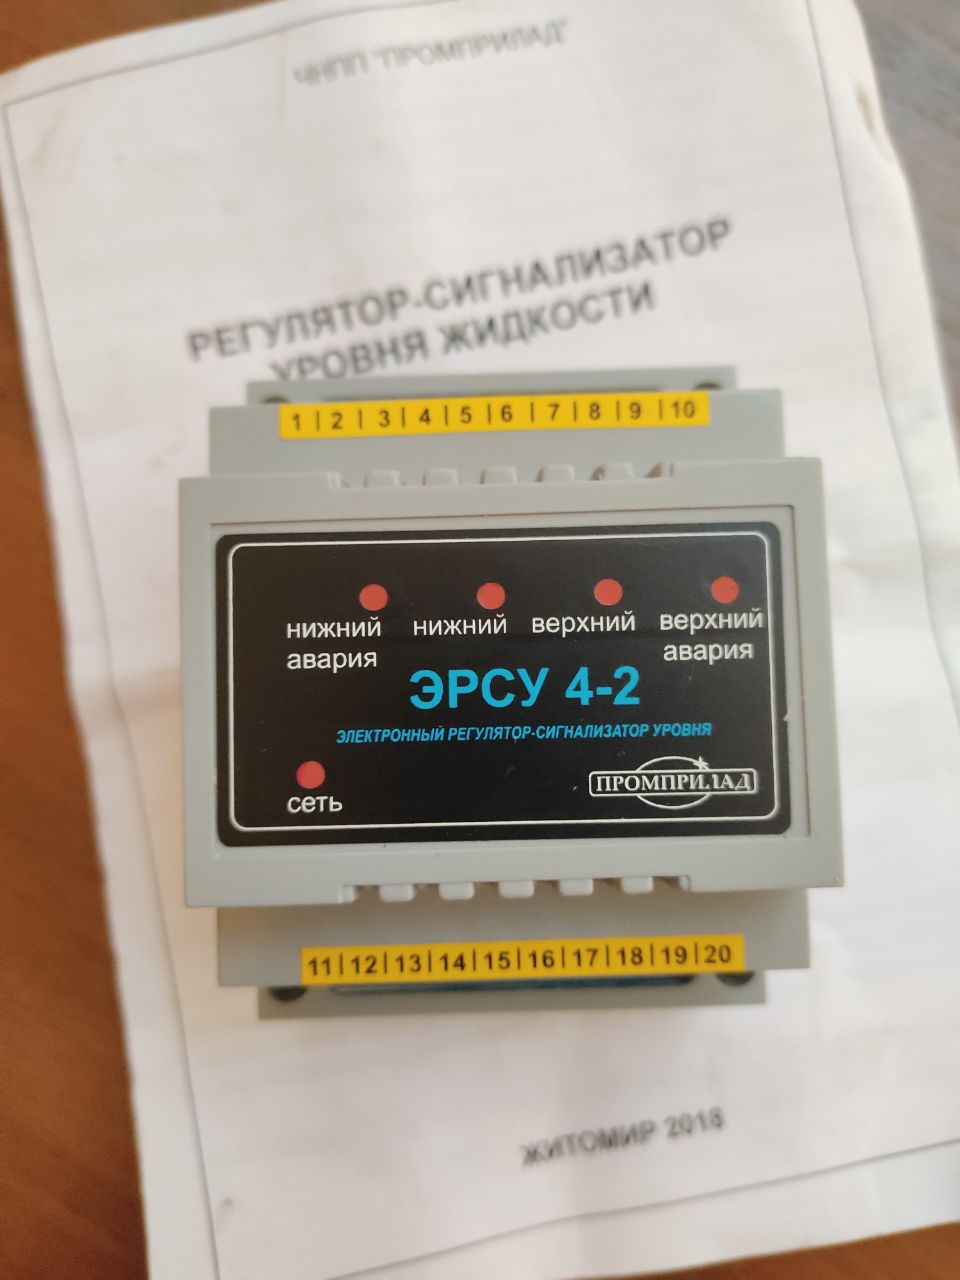 ЧНПП "ПРОМПРИЛАД"
РЕГУЛЯТОР-СИГНАЛИЗАТОР
УРОВНЯ ЖИДКОСТИ
1 | 2 | 3 | 4 | 5 | 6 | 7 | 8 | 9 | 10
нижний авария
нижний
верхний
верхний авария
ЭРСУ 4-2
ЭЛЕКТРОННЫЙ РЕГУЛЯТОР-СИГНАЛИЗАТОР УРОВНЯ
сеть
ПРОМПРИЛАД
11 | 12 | 13 | 14 | 15 | 16 | 17 | 18 | 19 | 20
ЖИТОМИР 2018